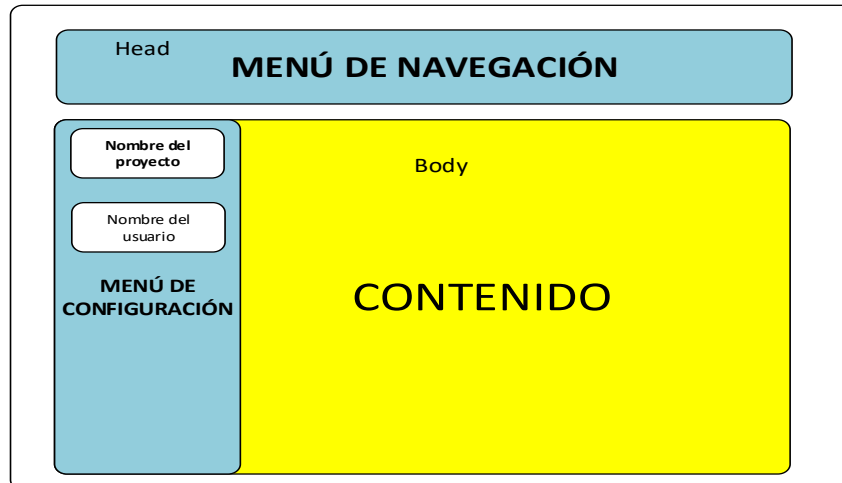 Head
MENÚ DE NAVEGACIÓN
Nombre del
proyecto
Body
Nombre del
usuario
MENÚ DE
CONFIGURACIÓN
CONTENIDO